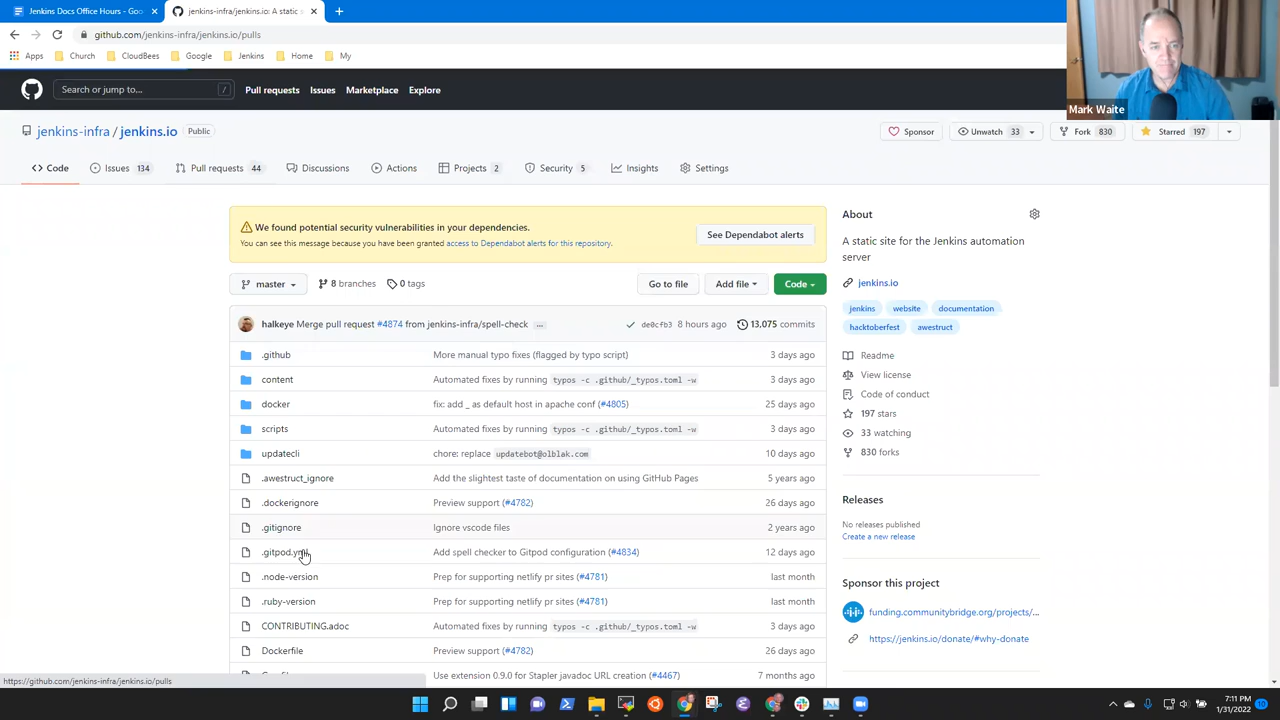 Jenkins Docs Office Hours - Goo
jenkins-infra/jenkins.io: A static s
github.com/jenkins-infra/jenkins.io/pulls
Apps
Church
CloudBees
Google
Jenkins
Home
My
Mark Waite
Search or jump to...
/
Pull requests
Issues
Marketplace
Explore
jenkins-infra / jenkins.io
Public
Sponsor
Unwatch 33
Fork 830
Starred 197
Code
Issues 134
Pull requests 44
Discussions
Actions
Projects 2
Security 5
Insights
Settings
We found potential security vulnerabilities in your dependencies.
You can see this message because you have been granted access to Dependabot alerts for this repository.
See Dependabot alerts
master
8 branches
0 tags
Go to file
Add file
Code
halkeye Merge pull request #4874 from jenkins-infra/spell-check
...
de0cfb3 8 hours ago
13,075 commits
.github More manual typo fixes (flagged by typo script) 3 days ago
content Automated fixes by running typos -c .github/_typos.toml -w 3 days ago
docker fix: add _ as default host in apache conf (#4805) 25 days ago
scripts Automated fixes by running typos -c .github/_typos.toml -w 3 days ago
updatecli chore: replace updatebot@olblak.com 10 days ago
.awestruct_ignore Add the slightest taste of documentation on using GitHub Pages 5 years ago
.dockerignore Preview support (#4782) 26 days ago
.gitignore Ignore vscode files 2 years ago
.gitpod.yml Add spell checker to Gitpod configuration (#4834) 12 days ago
.node-version Prep for supporting netlify pr sites (#4781) last month
.ruby-version Prep for supporting netlify pr sites (#4781) last month
CONTRIBUTING.adoc Automated fixes by running typos -c .github/_typos.toml -w 3 days ago
Dockerfile Preview support (#4782) 26 days ago
Use extension 0.9.0 for Stapler javadoc URL creation (#4467) 7 months ago
About
A static site for the Jenkins automation
server
jenkins.io
jenkins
website
documentation
hacktoberfest
awestruct
Readme
View license
Code of conduct
197 stars
33 watching
830 forks
Releases
No releases published
Create a new release
Sponsor this project
funding.communitybridge.org/projects/...
https://jenkins.io/donate/#why-donate
https://github.com/jenkins-infra/jenkins.io/pulls
7:11 PM
1/31/2022